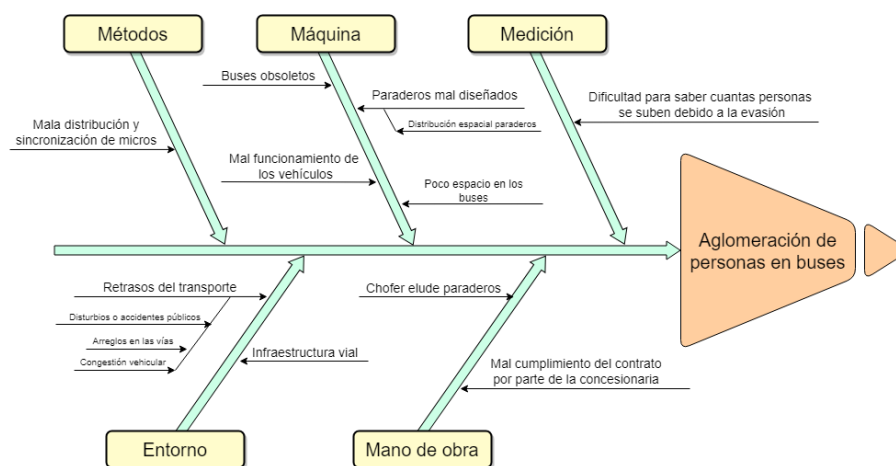 Métodos
Máquina
Medición
Buses obsoletos
Paraderos mal diseñados
Distribución espacial paraderos
Dificultad para saber cuantas personas
se suben debido a la evasión
Mala distribución y
sincronización de micros
Mal funcionamiento de
los vehículos
Poco espacio en los
buses
Aglomeración de
personas en buses
Retrasos del transporte
Disturbios o accidentes públicos
Arreglos en las vías
Congestión vehicular
Infraestructura vial
Chofer elude paraderos
Mal cumplimiento del contrato
por parte de la concesionaria
Entorno
Mano de obra